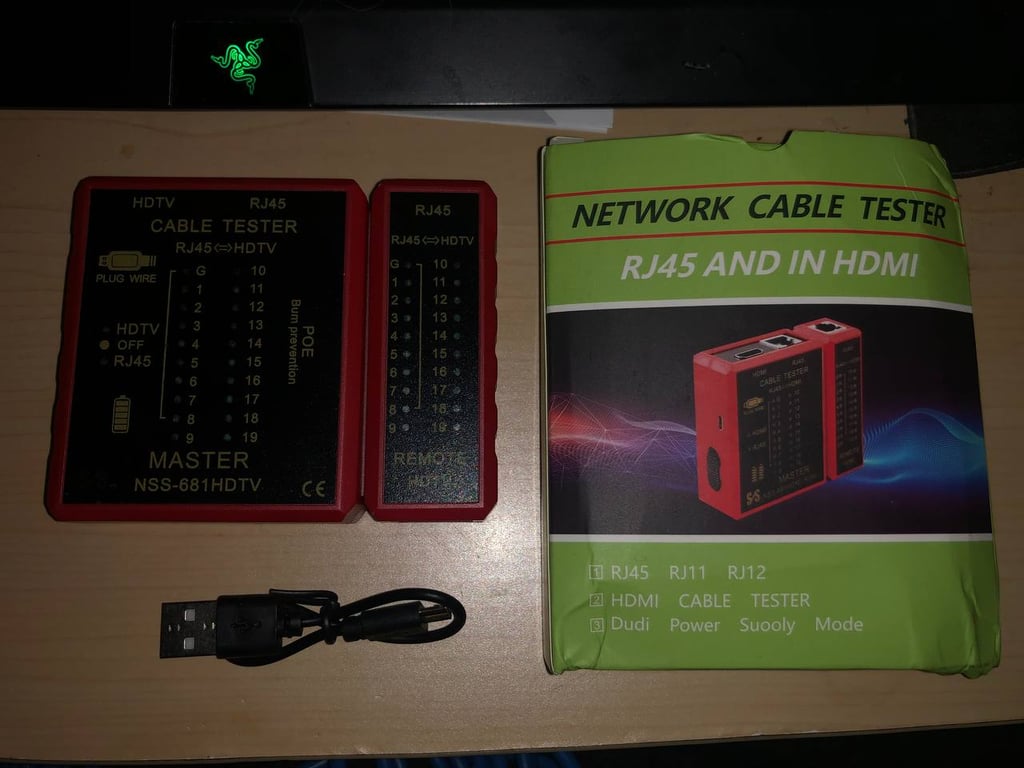 HDTV RJ45
CABLE TESTER
RJ45⇔HDTV
PLUG WIRE
G 10
1 11
2 12
3 13
4 14
5 15
6 16
7 17
8 18
9 19
HDTV
OFF
RJ45
POE
Bum prevention
MASTER
NSS-681HDTV
CE
RJ45
RJ45⇔HDTV
G 10
1 11
2 12
3 13
4 14
5 15
6 16
7 17
8 18
9 19
REMOTE
HDTV
NETWORK CABLE TESTER
RJ45 AND IN HDMI
HDMI RJ45
CABLE TESTER
MASTER
1 RJ45 RJ11 RJ12
2 HDMI CABLE TESTER
3 Dudi Power Suooly Mode